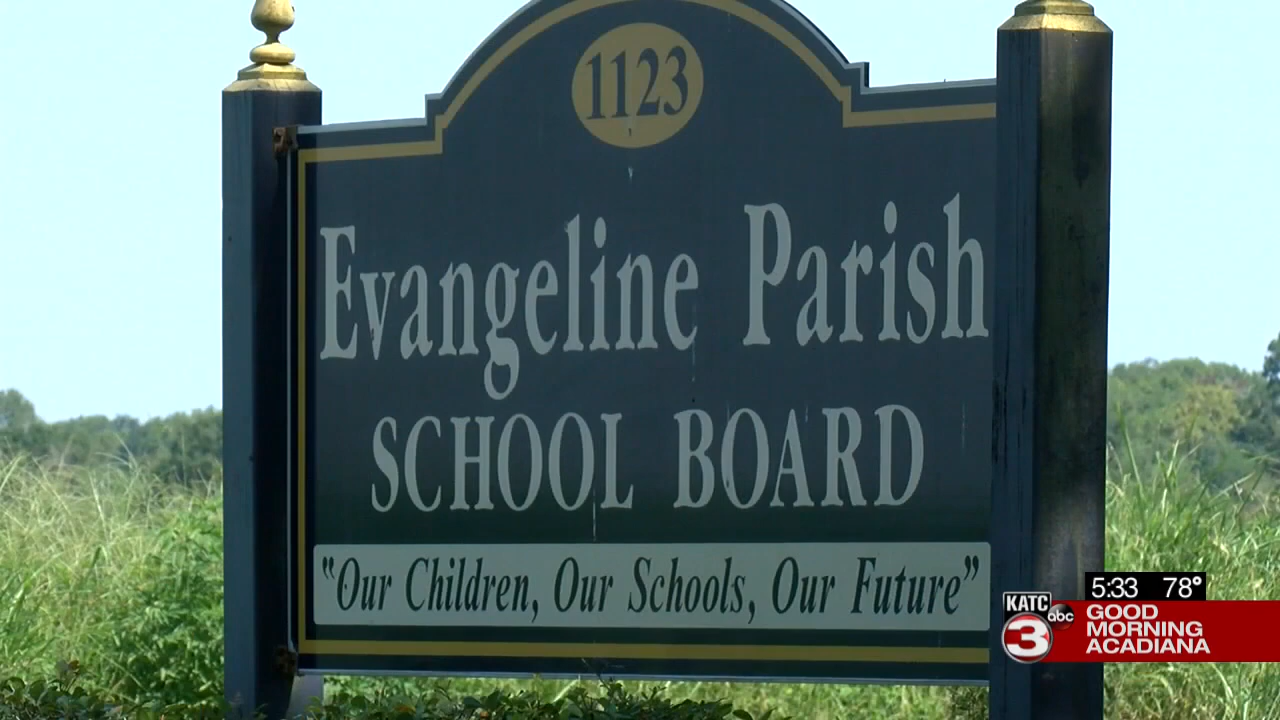 1123
Evangeline Parish
SCHOOL BOARD
"Our Children, Our Schools, Our Future"
5:33 78°
KATC
3
abc
GOOD
MORNING
ACADIANA